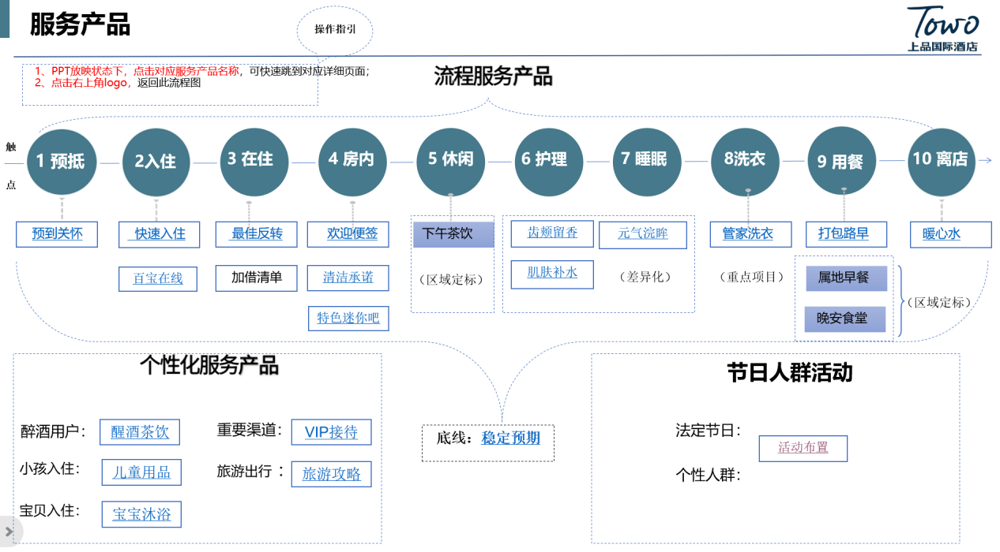 服务产品
操作指引
Towo
上品国际酒店
1、PPT放映状态下，点击对应服务产品名称，可快速跳到对应详细页面；
2、点击右上角logo，返回此流程图
流程服务产品
触
点
1 预抵
2入住
3 在住
4 房内
5 休闲
6 护理
7 睡眠
8洗衣
9 用餐
10 离店
预到关怀
快速入住
最佳反转
欢迎便签
下午茶饮
齿颊留香
元气浣眸
管家洗衣
打包路早
暖心水
百宝在线
加借清单
清洁承诺
（区域定标）
肌肤补水
（差异化）
（重点项目）
属地早餐
（区域定标）
特色迷你吧
晚安食堂
个性化服务产品
醉酒用户：
醒酒茶饮
重要渠道：
VIP接待
小孩入住：
儿童用品
旅游出行 ：
旅游攻略
宝贝入住：
宝宝沐浴
底线：稳定预期
节日人群活动
法定节日：
活动布置
个性人群：